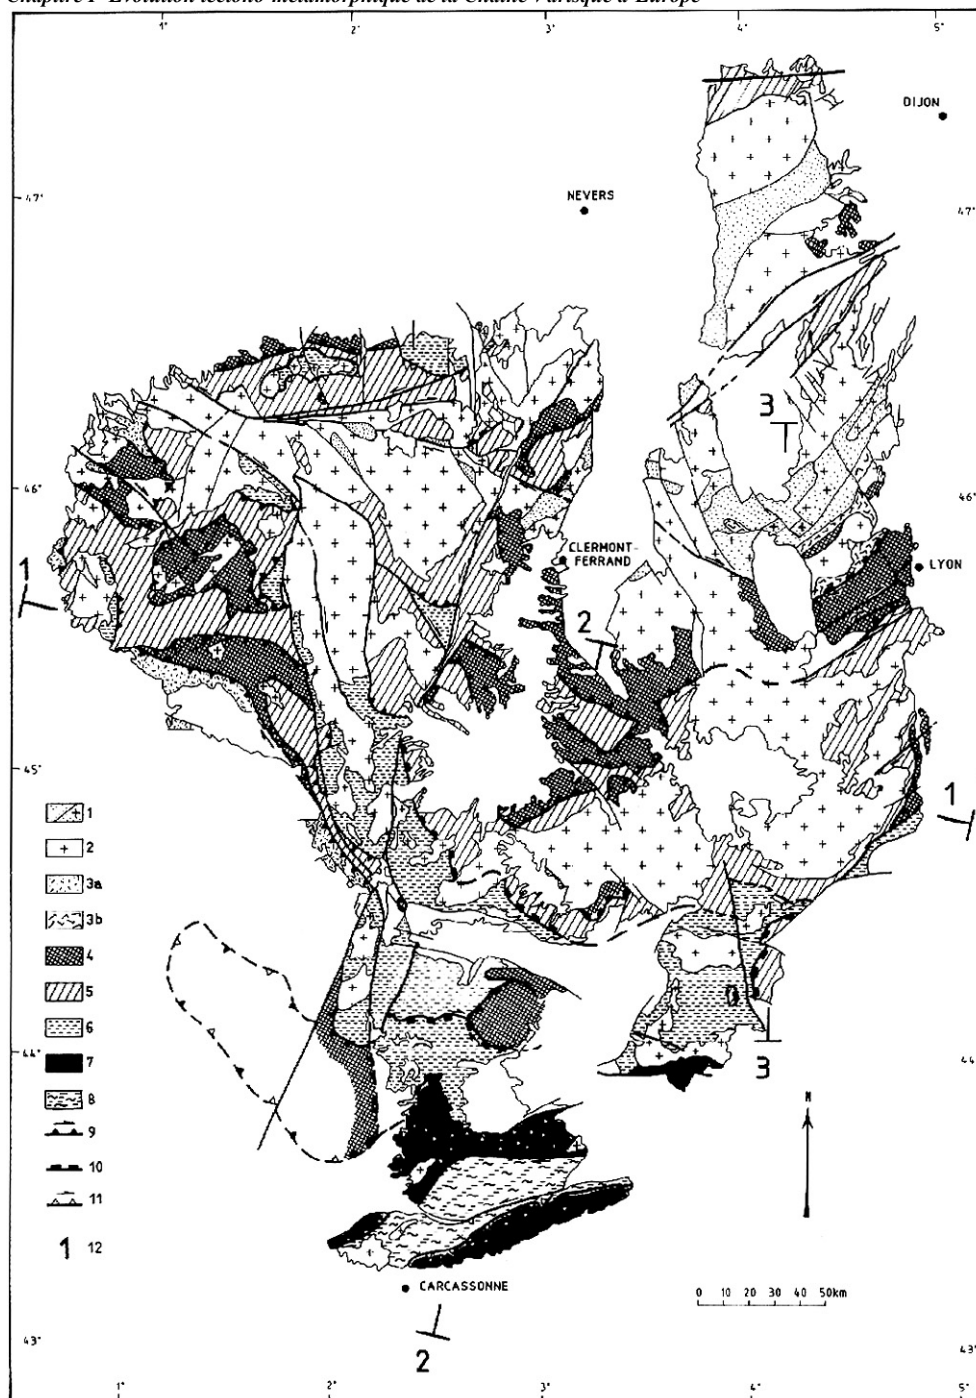 Chapitre I Evolution tectono-métamorphique de la Chaîne Varisque d'Europe
1° 2° 3° 4° 5°
DIJON
47° NEVERS 47°
3
46° 46°
CLERMONT-
FERRAND
LYON
1
2
45°
1
1
2
3a
3b
4
5
6
7
8
9
10
11
1 12
44° 44
3
N
CARCASSONNE
0 10 20 30 40 50km
2
43° 43°
1° 2° 3° 4° 5°